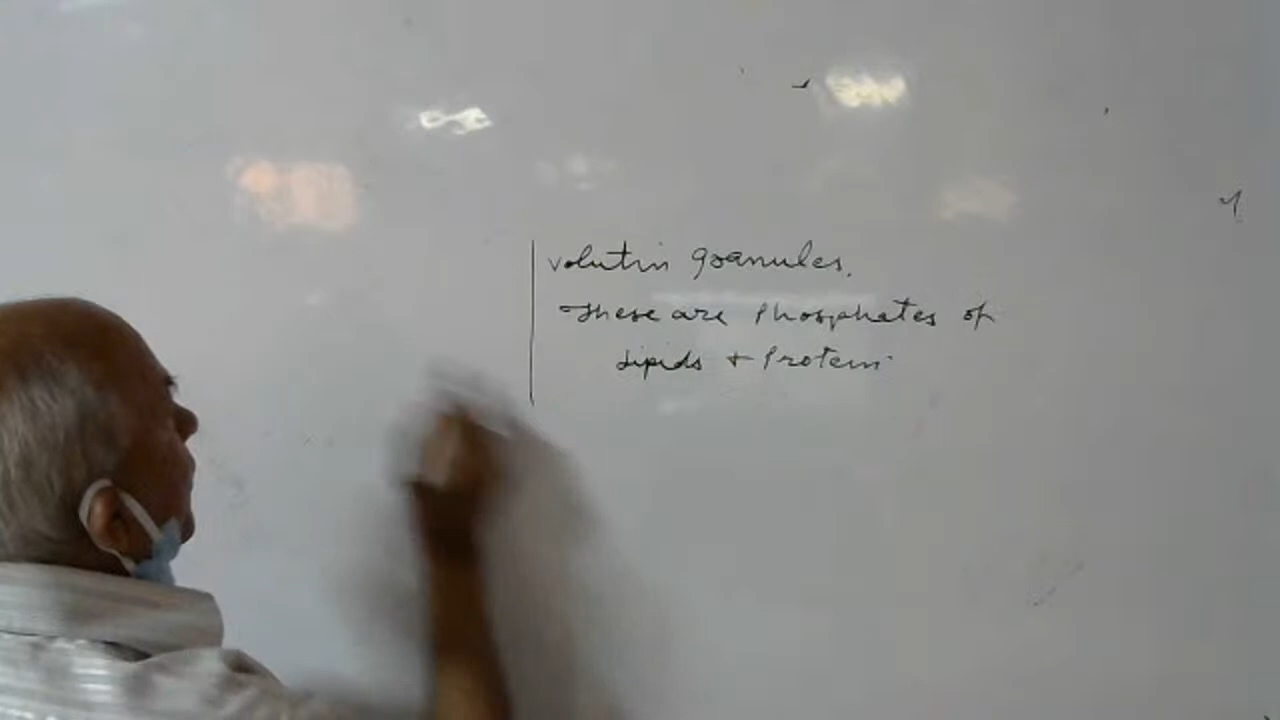 Volutin granules.
These are Phosphates of
Lipids + Protein